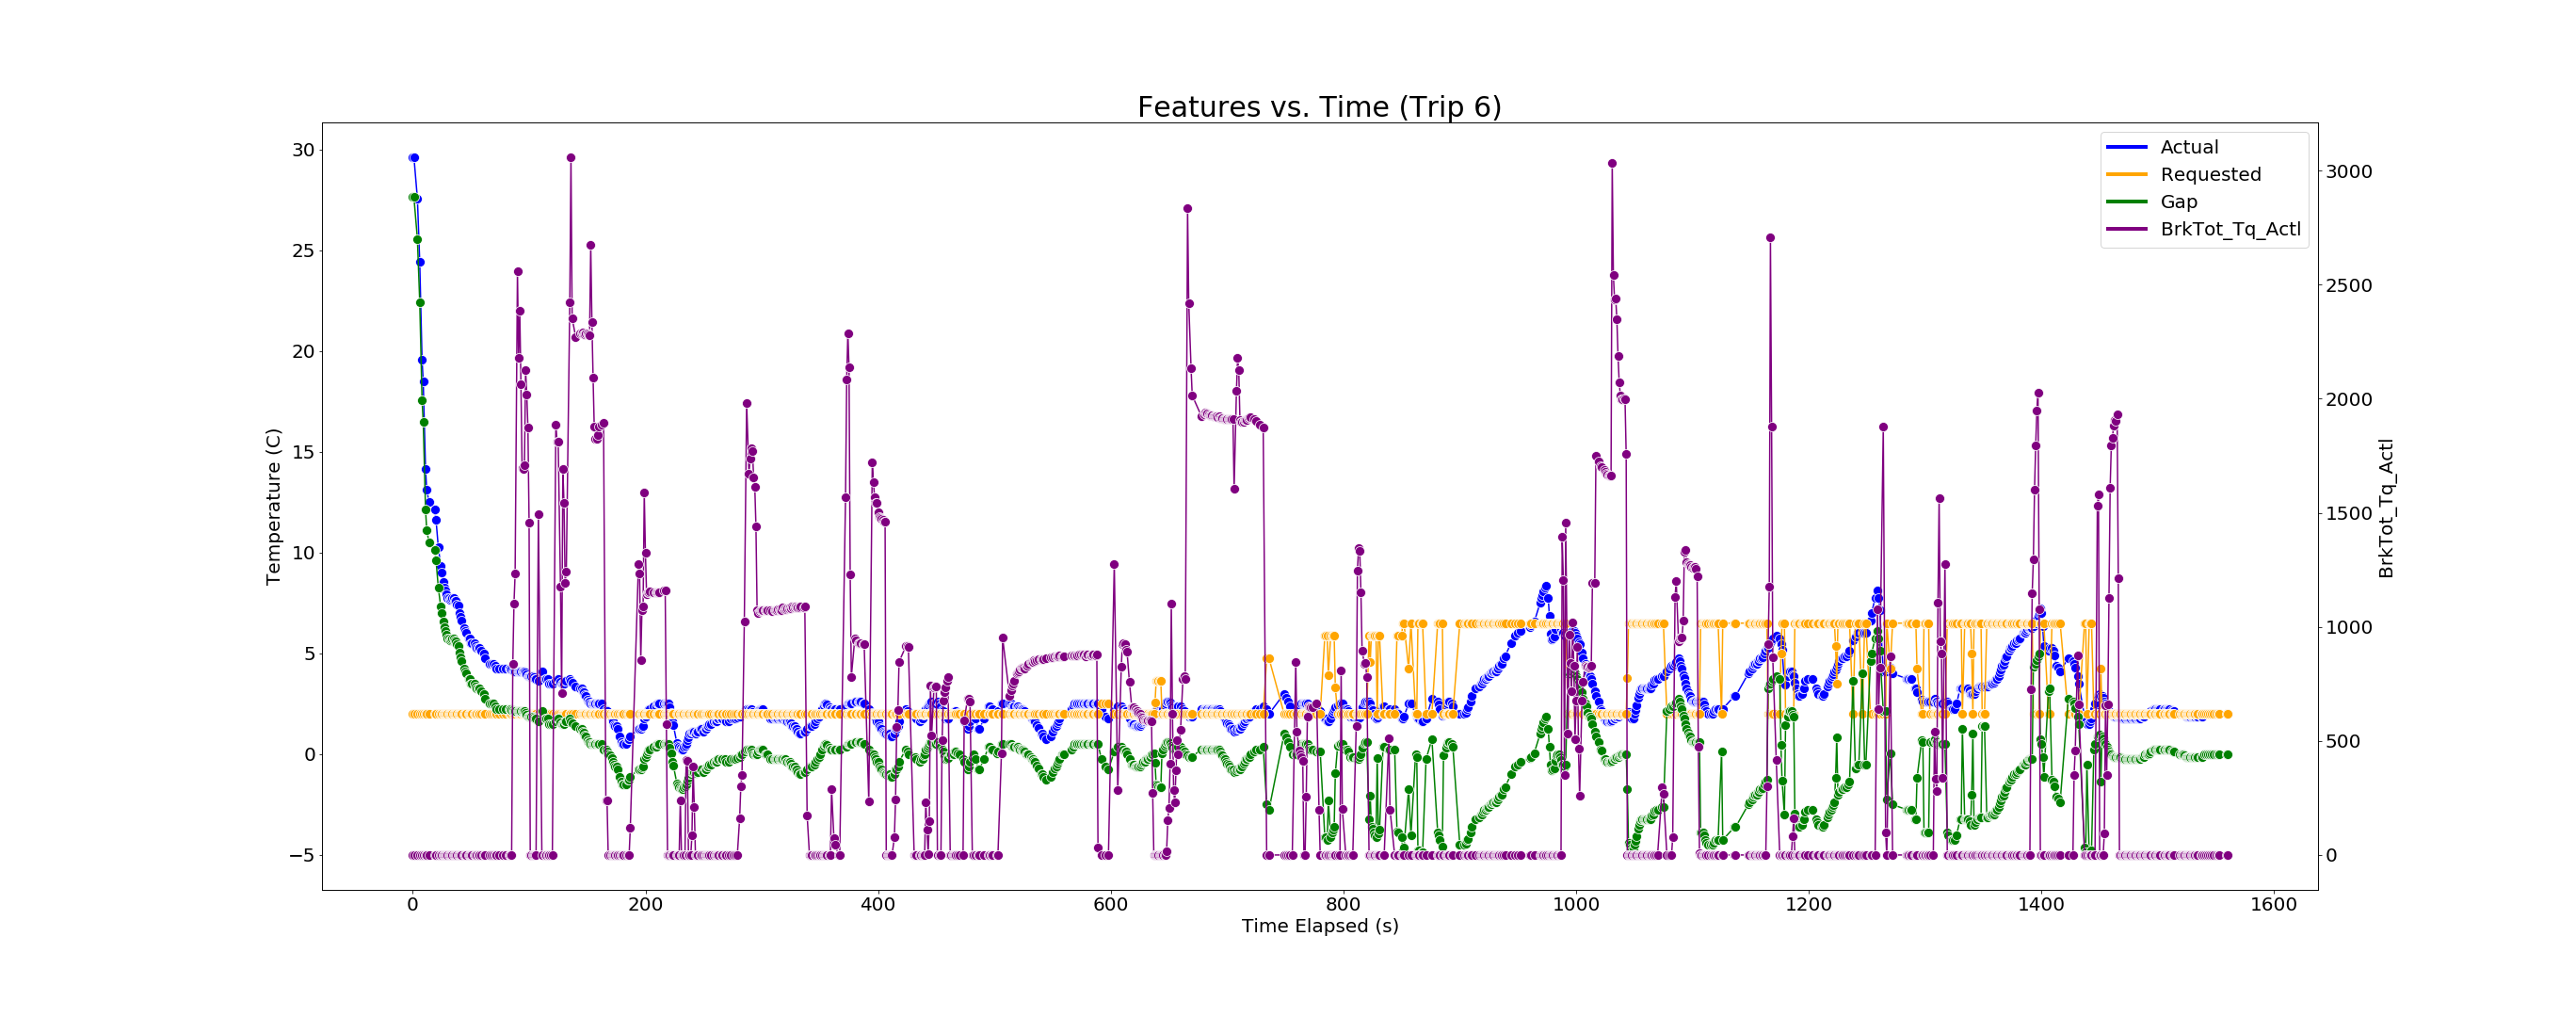 Features vs. Time (Trip 6)
Actual
Requested
Gap
BrkTot_Tq_Actl
30
25
20
15
10
5
0
−5
Temperature (C)
3000
2500
2000
1500
1000
500
0
BrkTot_Tq_Actl
0 200 400 600 800 1000 1200 1400 1600
Time Elapsed (s)